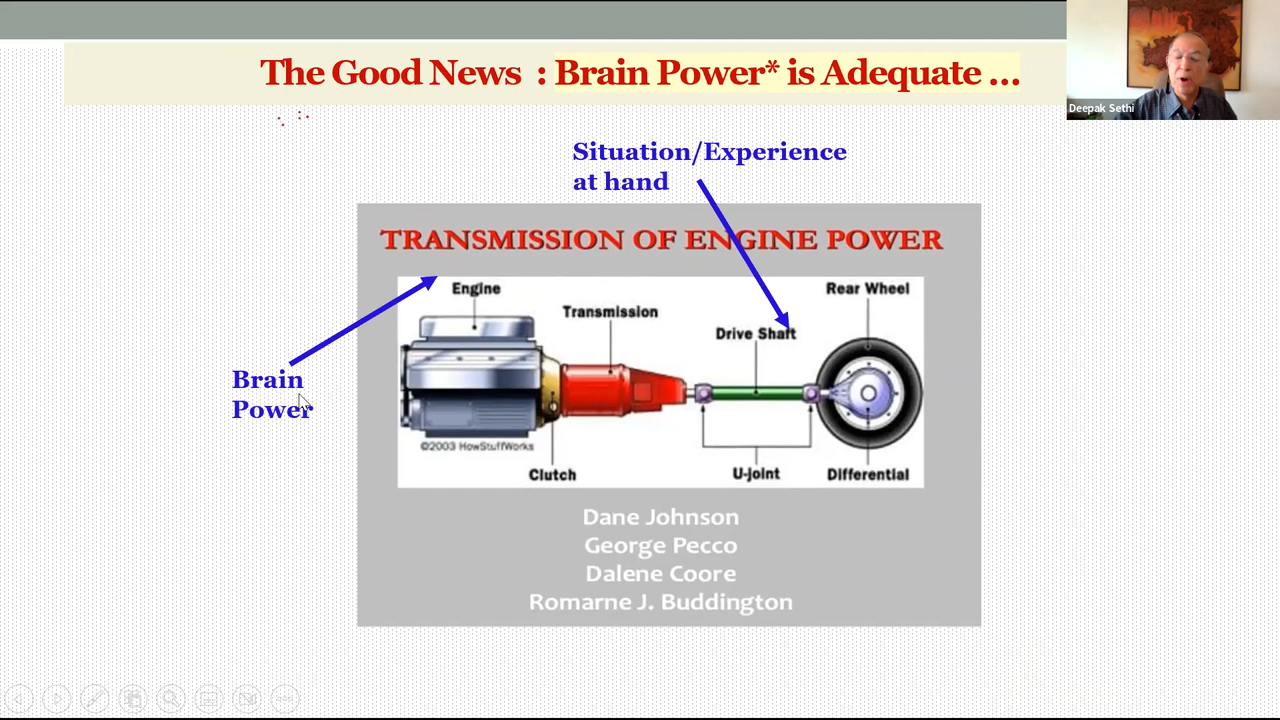 The Good News : Brain Power* is Adequate ...
Deepak Sethi
Situation/Experience
at hand
TRANSMISSION OF ENGINE POWER
Engine
Rear Wheel
Transmission
Drive Shaft
Brain
Power
©2003 HowStuffWorks
Clutch
U-joint
Differential
Dane Johnson
George Pecco
Dalene Coore
Romarne J. Buddington